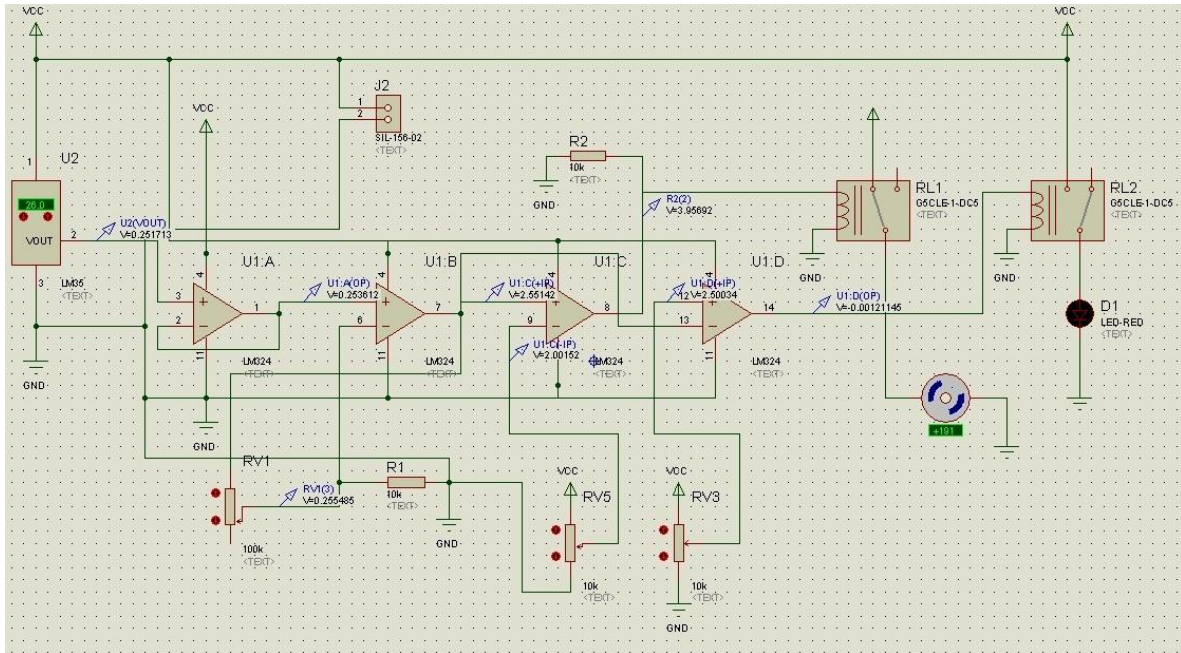 VCC
VCC
J2
1
2
SIL-156-02
<TEXT>
VCC
R2
10k
<TEXT>
GND
1
U2
26.0
VOUT
2
3
LM35
<TEXT>
U2(VOUT)
V=0.251713
R2(2)
V=3.95692
RL1
G5CLE-1-DC5
<TEXT>
GND
RL2
G5CLE-1-DC5
<TEXT>
GND
U1:A
4
3
2
1
11
LM324
<TEXT>
U1:A(OP)
V=0.253612
U1:B
4
5
6
7
11
LM324
<TEXT>
U1:C(+IP)
V=2.55142
U1:C
4
9
8
U1:C(-IP)
V=2.00152
LM324
<TEXT>
U1:D(+IP)
V=2.50034
U1:D
4
12
13
14
11
LM324
<TEXT>
U1:D(OP)
V=-0.00121145
D1
LED-RED
<TEXT>
GND
GND
+191
RV1
100k
<TEXT>
RV1(3)
V=0.255485
R1
10k
<TEXT>
GND
VCC
RV5
10k
<TEXT>
VCC
RV3
10k
<TEXT>
GND